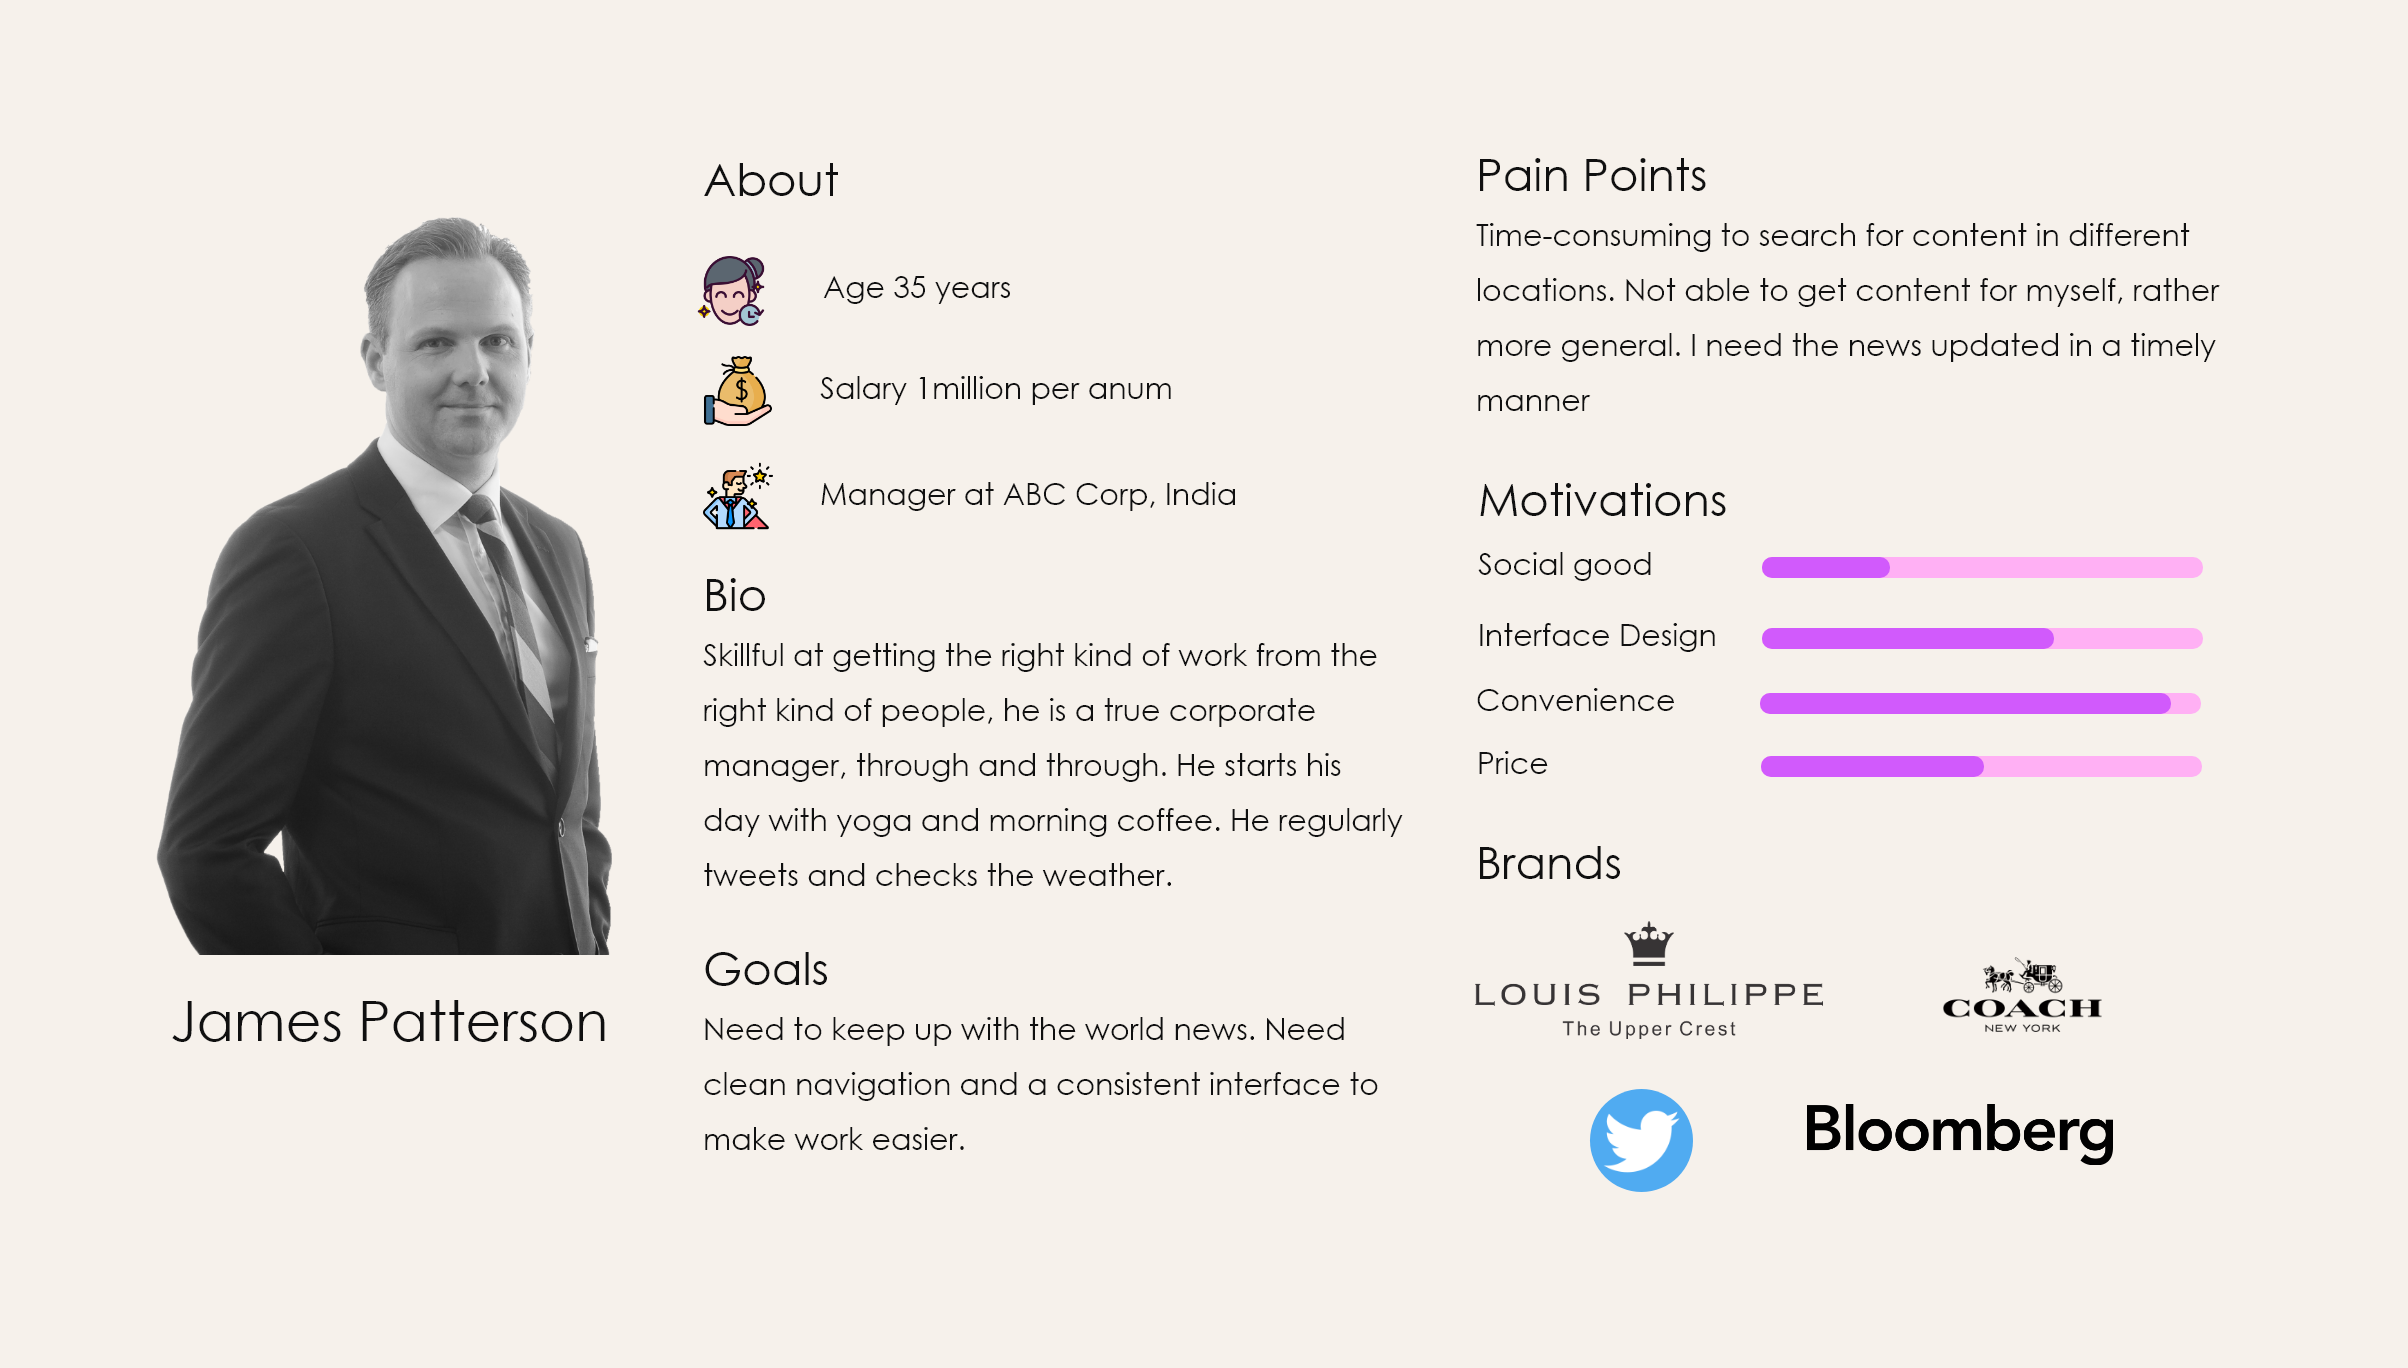 James Patterson
About
Age 35 years
Salary 1million per anum
Manager at ABC Corp, India
Bio
Skillful at getting the right kind of work from the
right kind of people, he is a true corporate
manager, through and through. He starts his
day with yoga and morning coffee. He regularly
tweets and checks the weather.
Goals
Need to keep up with the world news. Need
clean navigation and a consistent interface to
make work easier.
Pain Points
Time-consuming to search for content in different
locations. Not able to get content for myself, rather
more general. I need the news updated in a timely
manner
Motivations
Social good
Interface Design
Convenience
Price
Brands
LOUIS PHILIPPE
The Upper Crest
COACH
NEW YORK
Bloomberg